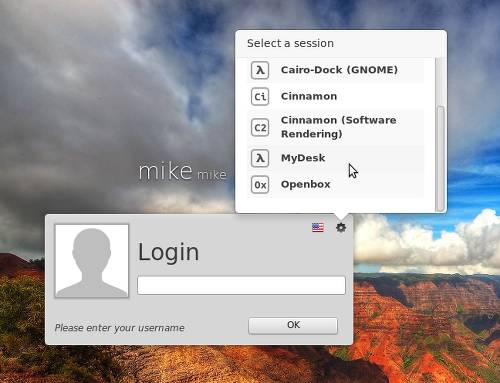 Select a session
λ Cairo-Dock (GNOME)
Ci Cinnamon
C2 Cinnamon (Software
Rendering)
λ MyDesk
Ox Openbox
mike mike
Login
Please enter your username
OK